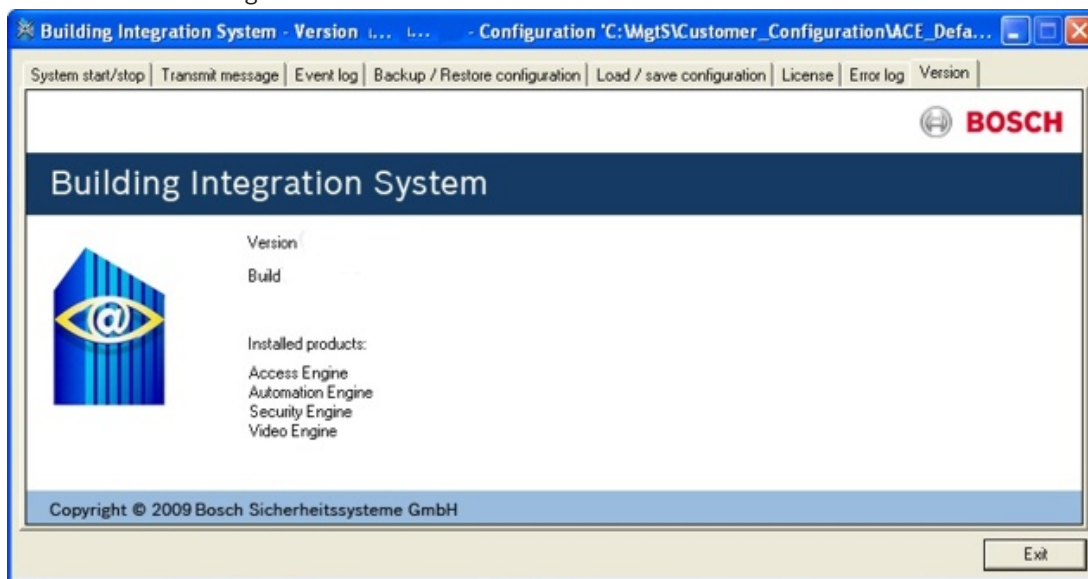 Building Integration System - Version - Configuration 'C:\MgtS\Customer_Configuration\ACE_Defa...
System start/stop Transmit message Event log Backup / Restore configuration Load / save configuration License Error log Version
BOSCH
Building Integration System
Version
Build
Installed products:
Access Engine
Automation Engine
Security Engine
Video Engine
Copyright © 2009 Bosch Sicherheitssysteme GmbH
Exit